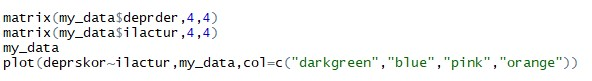 matrix(my_data$deprder,4,4)
matrix(my_data$ilactur,4,4)
my_data
plot(deprskor~ilactur,my_data,col=c("darkgreen","blue","pink","orange"))